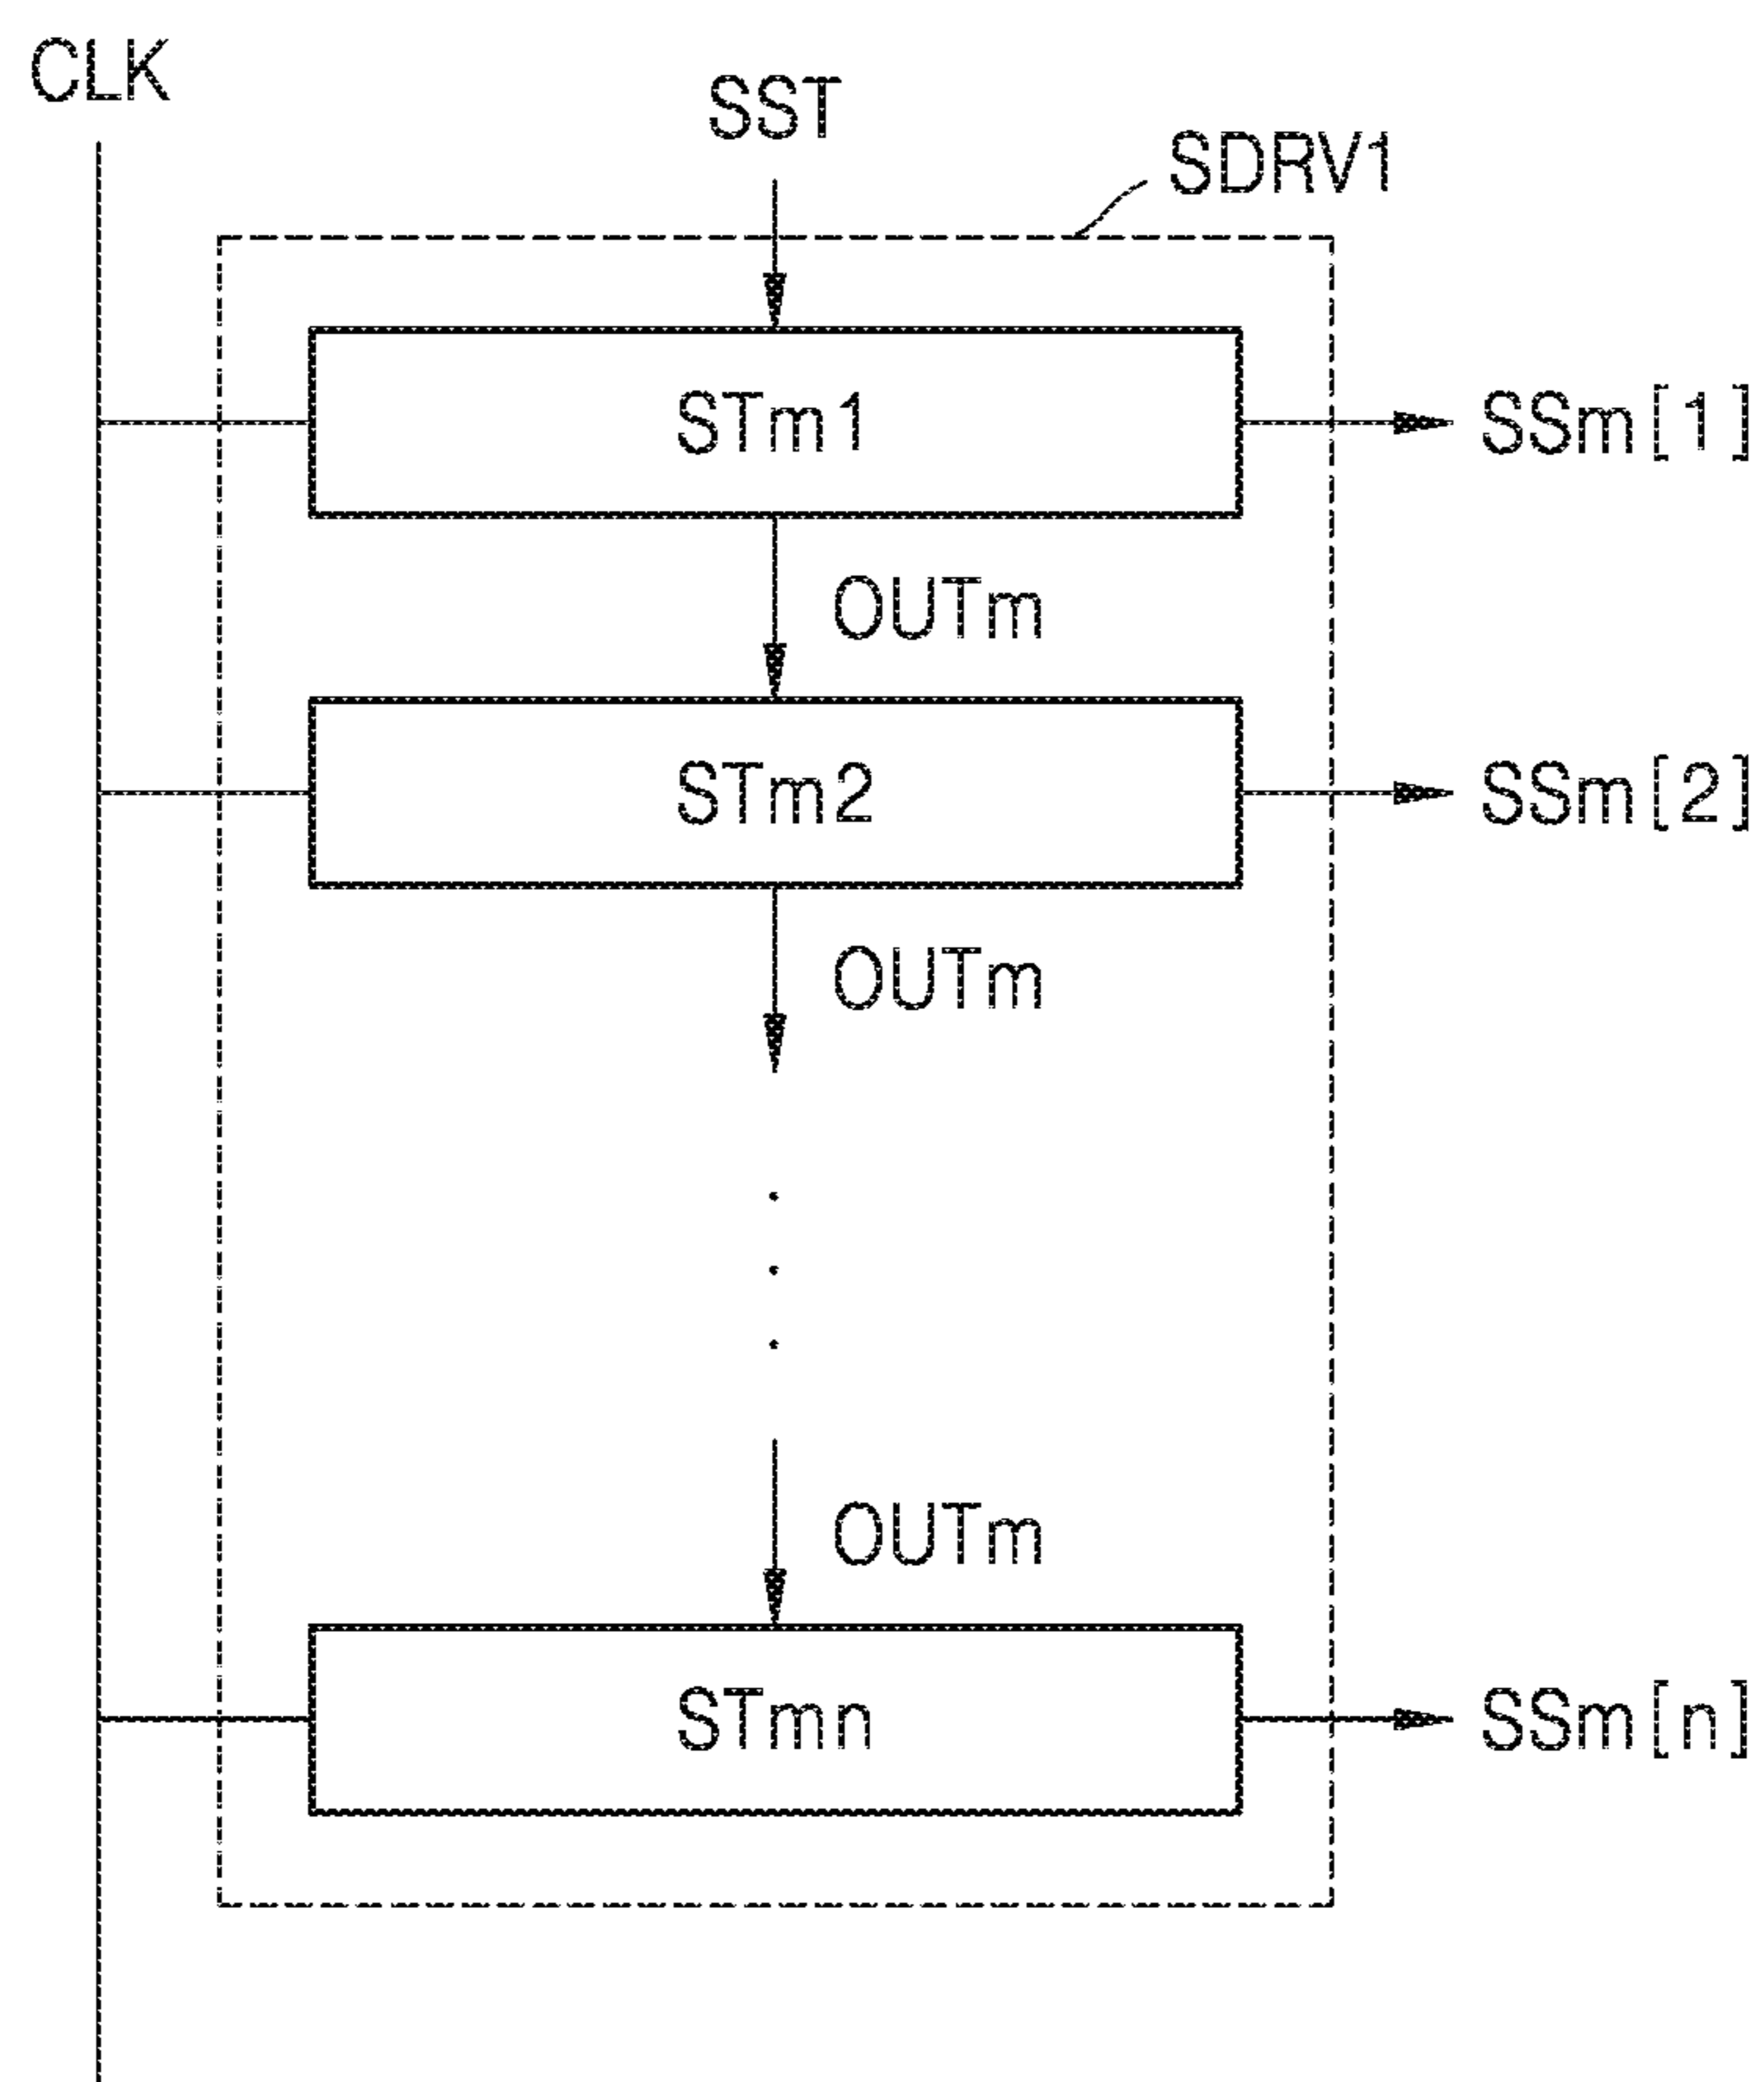 CLK
SST
SDRV1
STm1
SSm[1]
OUTm
STm2
SSm[2]
OUTm
OUTm
STmn
SSm[n]